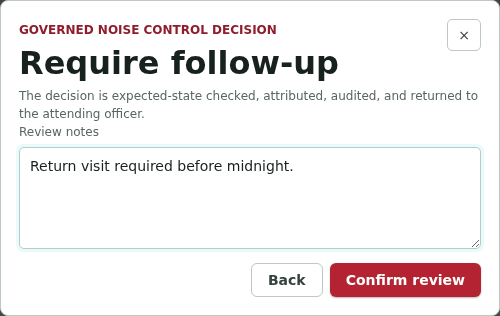 GOVERNED NOISE CONTROL DECISION
×
Require follow-up
The decision is expected-state checked, attributed, audited, and returned to
the attending officer.
Review notes
Return visit required before midnight.
Back
Confirm review